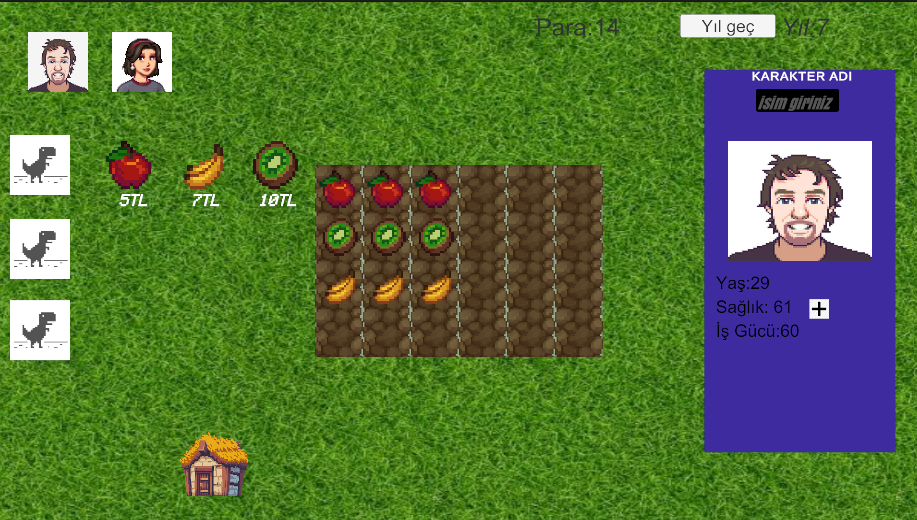 Para:14
Yıl geç
Yıl:7
KARAKTER ADI
isim giriniz
5TL
7TL
10TL
Yaş:29
Sağlık: 61
+
İş Gücü:60